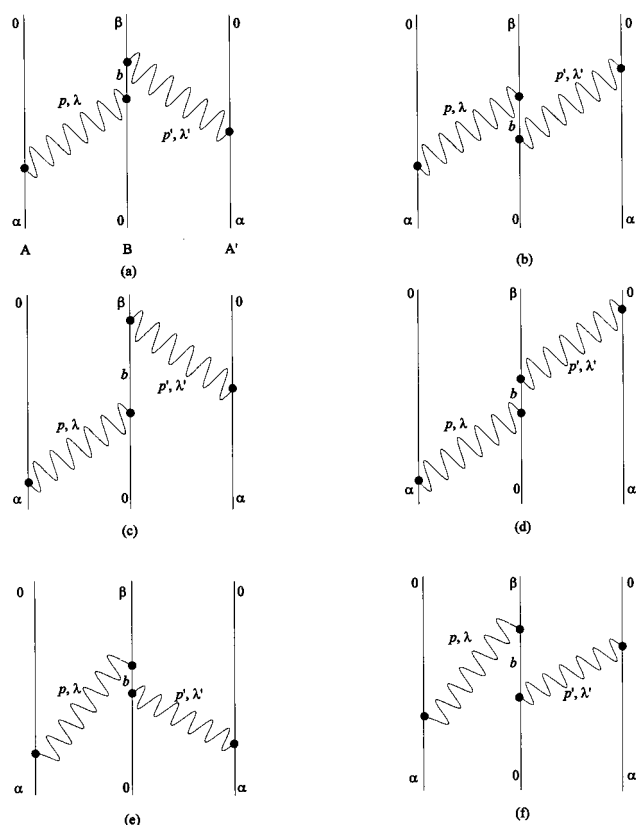 0 β 0
b
p, λ
p', λ'
α 0 α
A B A'
(a)
0 β 0
p', λ'
p, λ
b
α 0 α
(b)
0 β 0
b
p', λ'
p, λ
α 0 α
(c)
0 β 0
p', λ'
b
p, λ
α 0 α
(d)
0 β 0
b
p, λ
p', λ'
α 0 α
(e)
0 β 0
p, λ
b
p', λ'
α 0 α
(f)